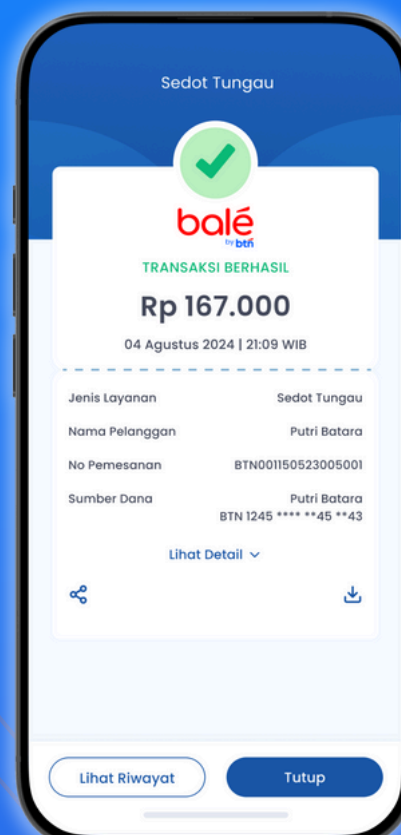 Sedot Tungau
balé
by btn
TRANSAKSI BERHASIL
Rp 167.000
04 Agustus 2024 | 21:09 WIB
Jenis Layanan Sedot Tungau
Nama Pelanggan Putri Batara
No Pemesanan BTN001150523005001
Sumber Dana Putri Batara
BTN 1245 **** **45 **43
Lihat Detail
Lihat Riwayat Tutup